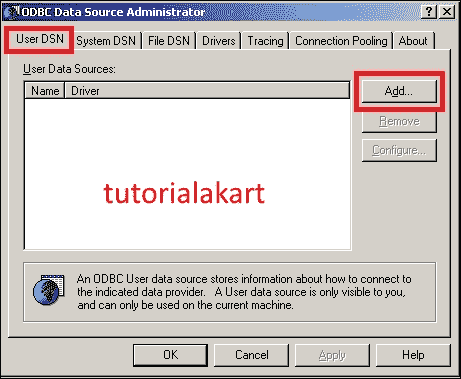 ODBC Data Source Administrator
User DSN System DSN File DSN Drivers Tracing Connection Pooling About
User Data Sources:
Name Driver
Add...
Remove
Configure...
tutorialakart
An ODBC User data source stores information about how to connect
to the indicated data provider. A User data source is only visible to you,
and can only be used on the current machine.
OK Cancel Apply Help